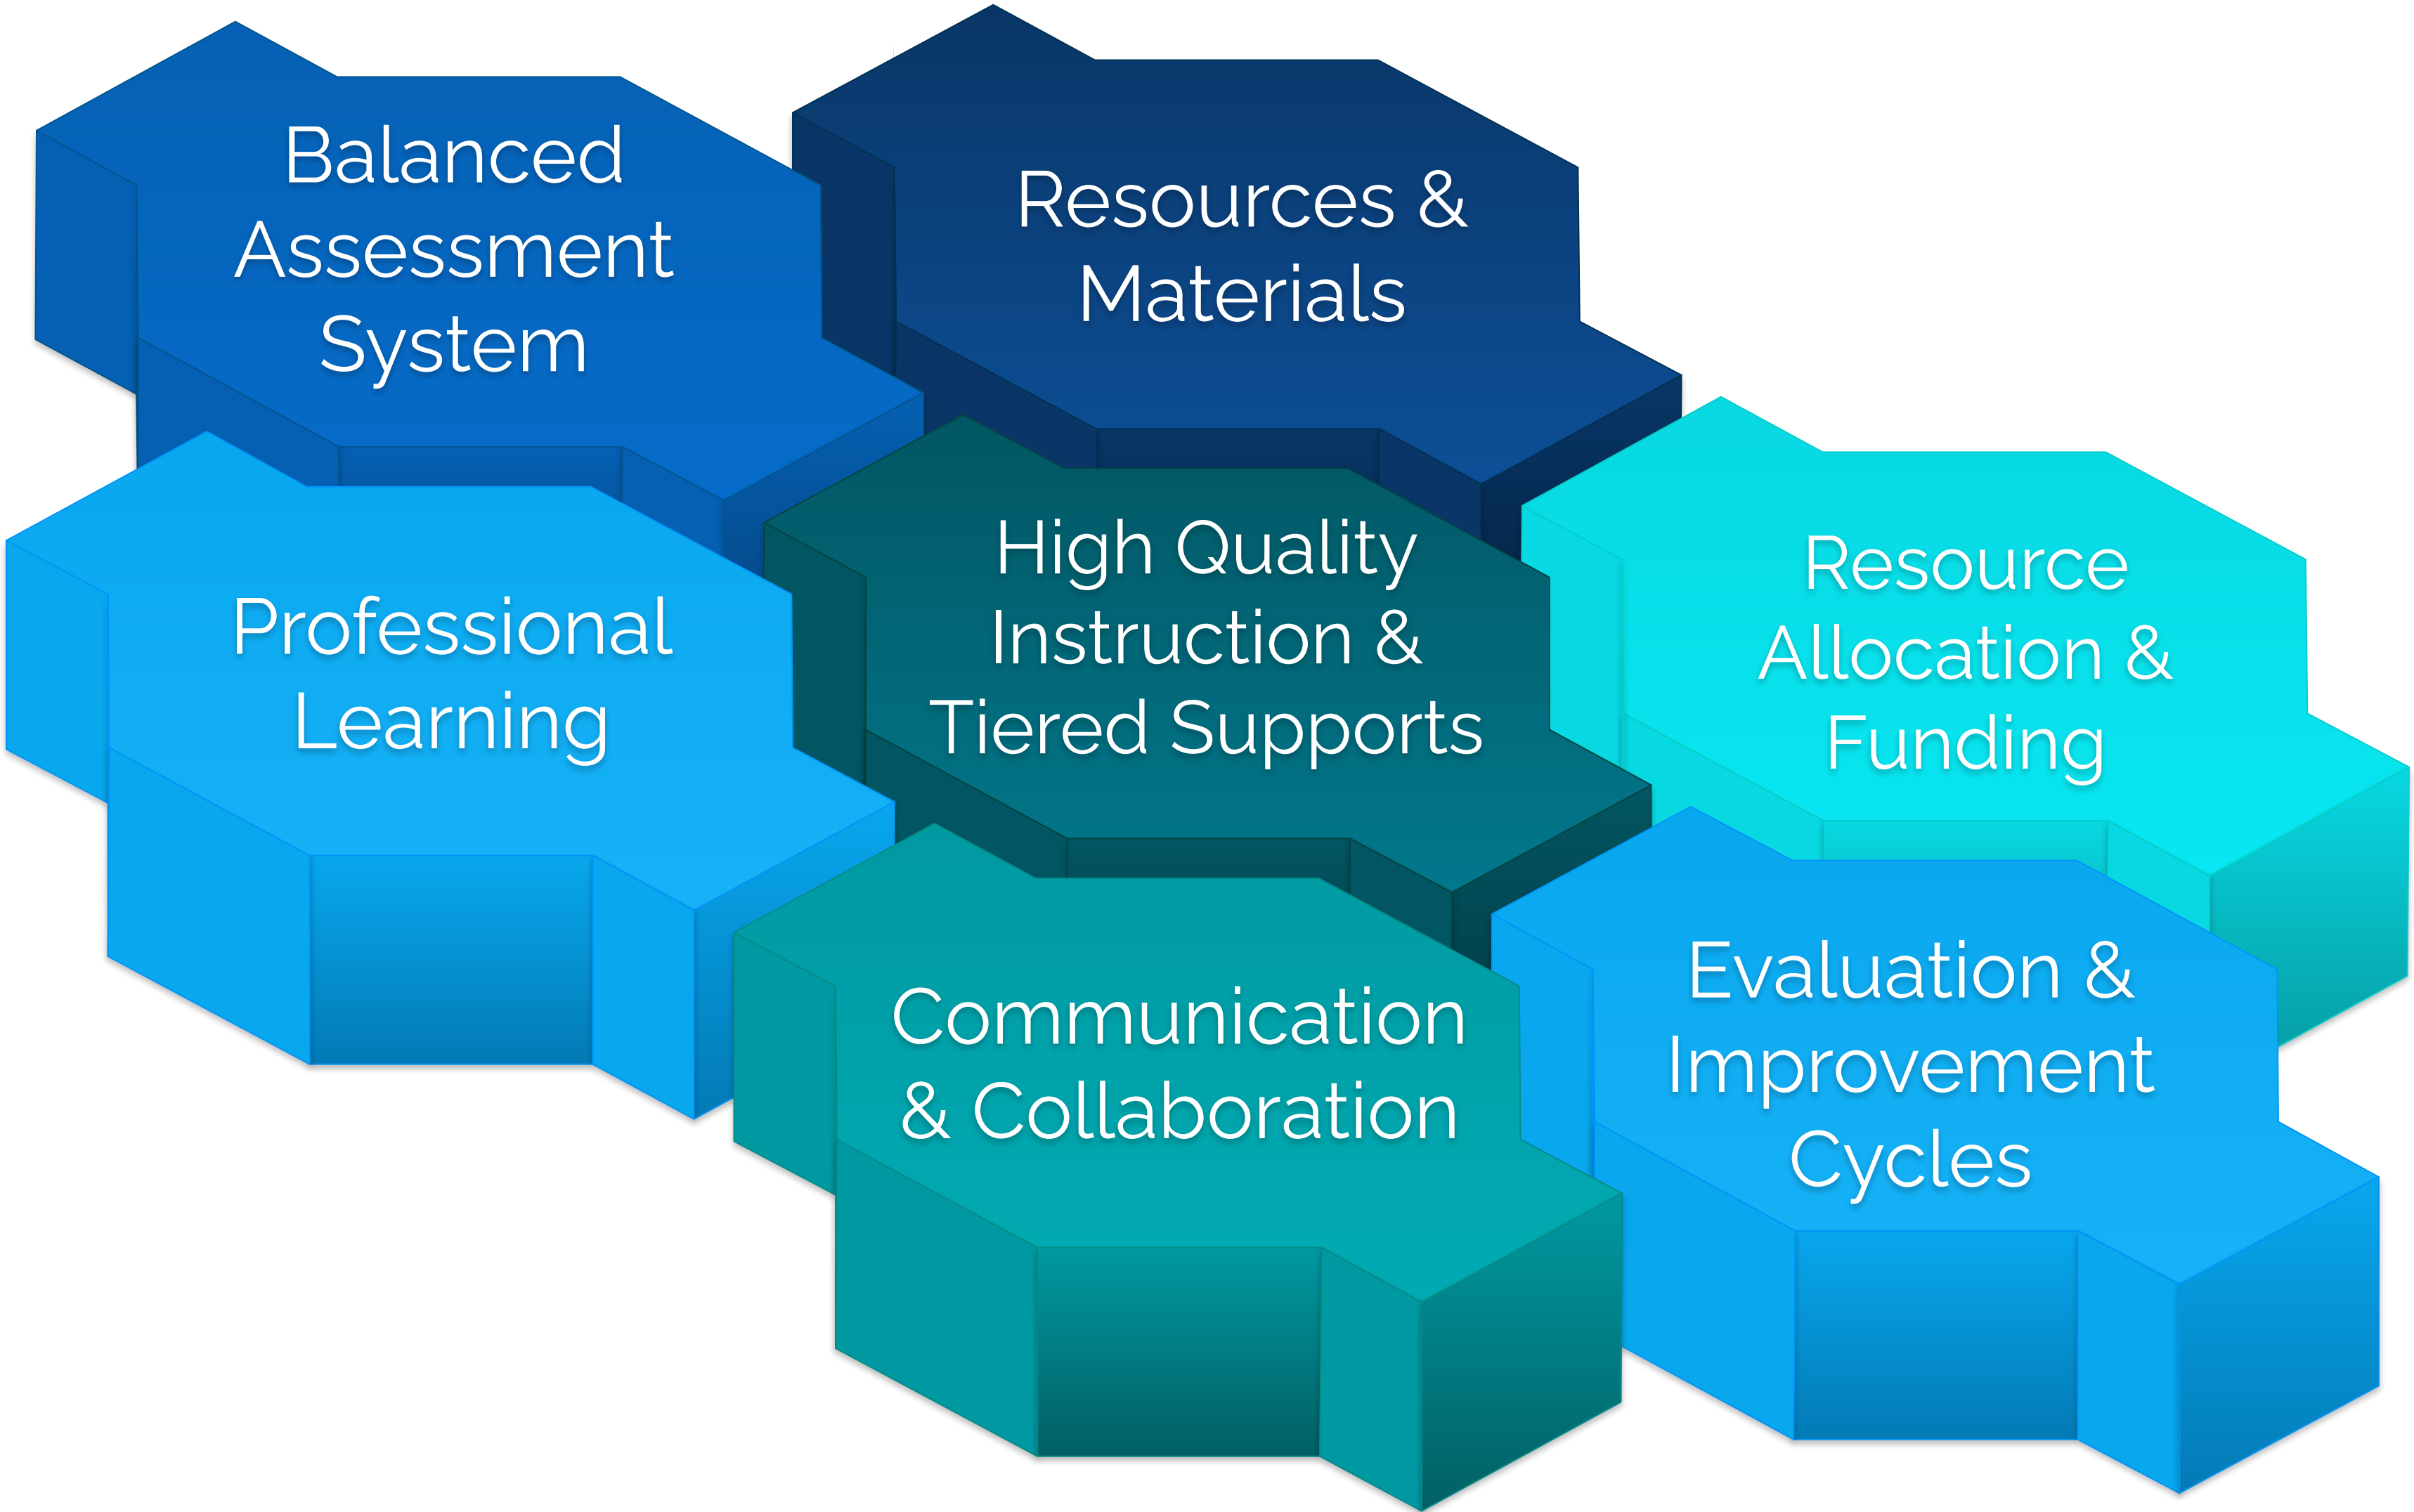 Balanced
Assessment
System
Resources &
Materials
Professional
Learning
High Quality
Instruction &
Tiered Supports
Resource
Allocation &
Funding
Communication
& Collaboration
Evaluation &
Improvement
Cycles